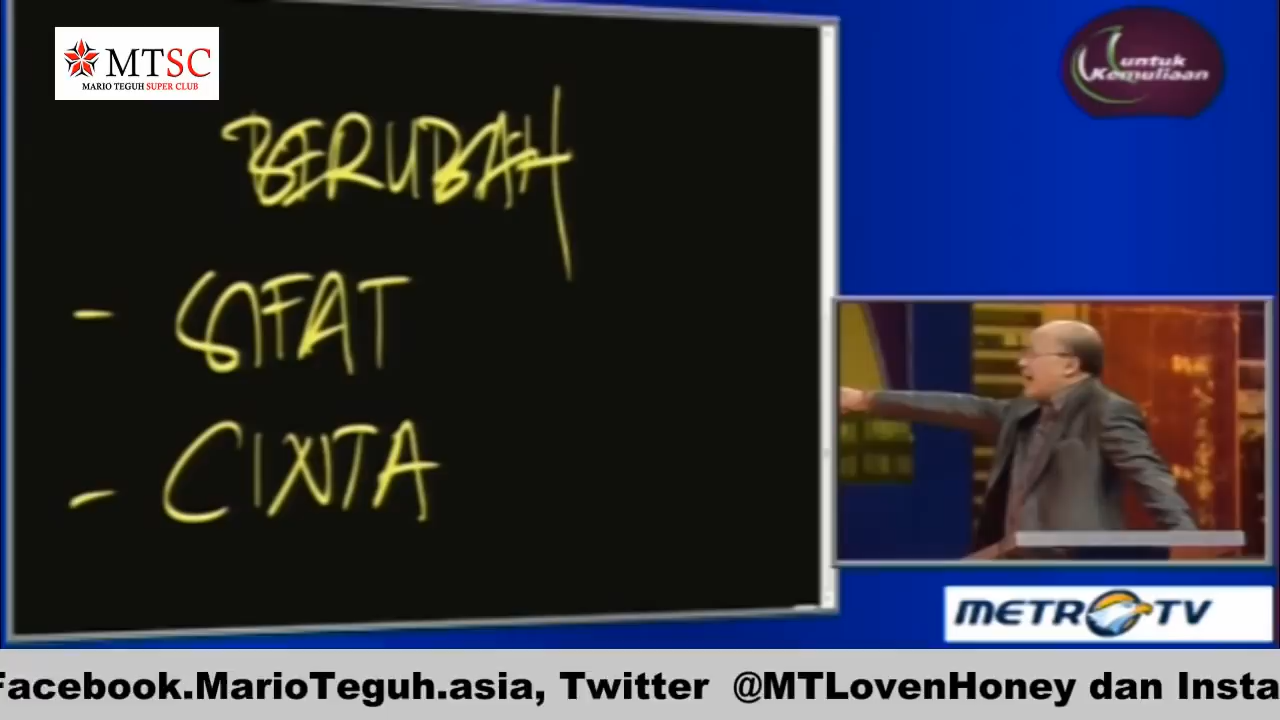 MTSC
MARIO TEGUH SUPER CLUB
untuk
Kemuliaan
BERUBAH
- SIFAT
- CINTA
METRO TV
Facebook.MarioTeguh.asia, Twitter @MTLovenHoney dan Insta